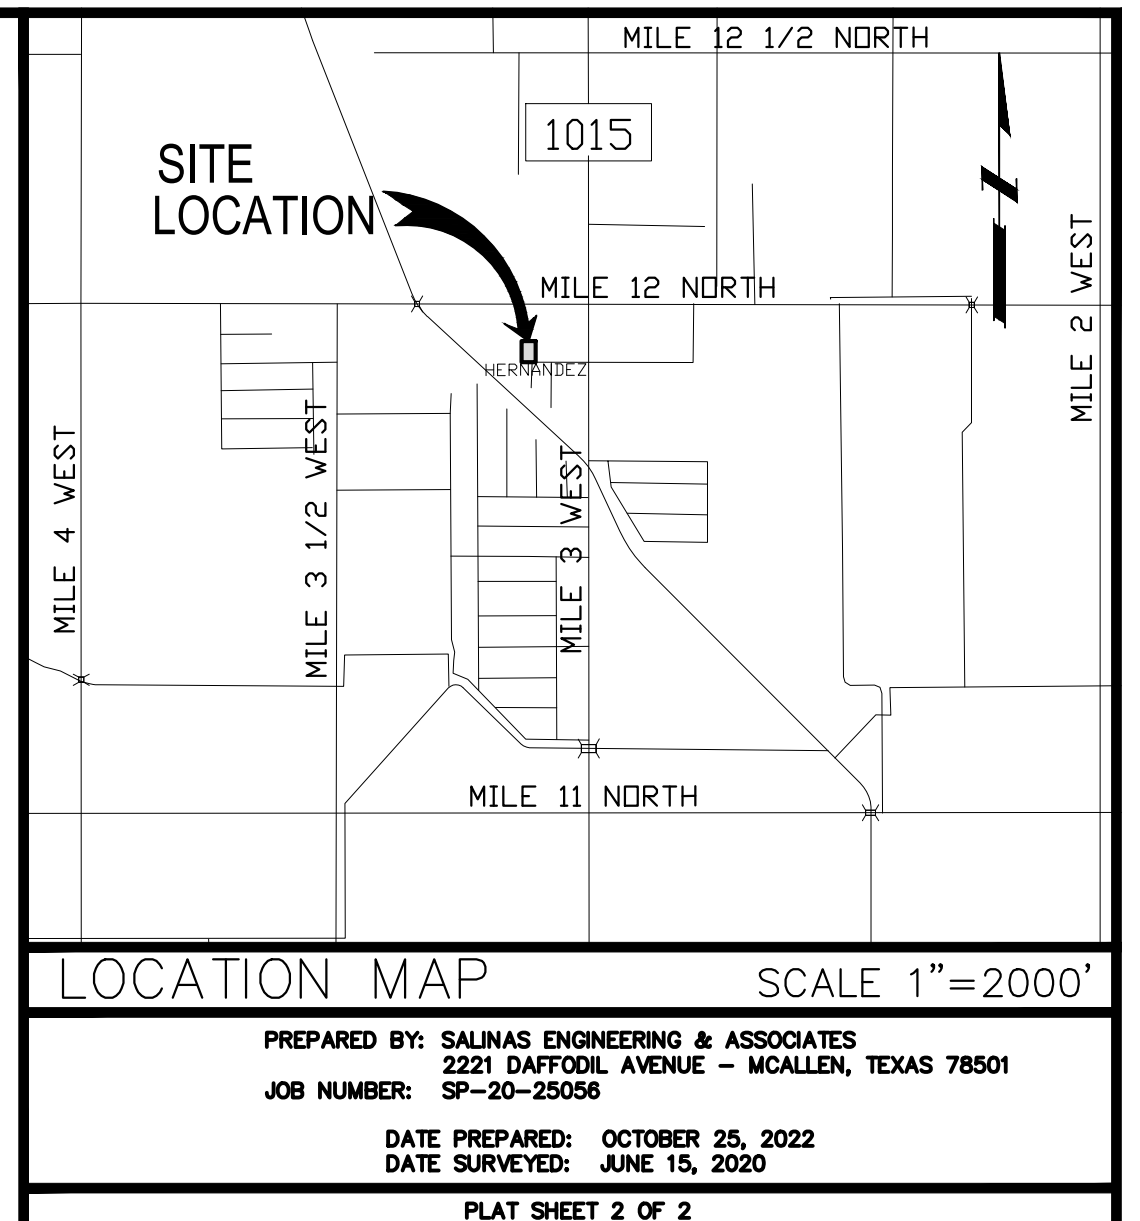 MILE 12 1/2 NORTH
1015
SITE
LOCATION
MILE 2 WEST
MILE 12 NORTH
HERNANDEZ
MILE 4 WEST
MILE 3 1/2 WEST
MILE 3 WEST
MILE 11 NORTH
LOCATION MAP
SCALE 1"=2000'
PREPARED BY: SALINAS ENGINEERING & ASSOCIATES
2221 DAFFODIL AVENUE – MCALLEN, TEXAS 78501
JOB NUMBER: SP–20–25056
DATE PREPARED: OCTOBER 25, 2022
DATE SURVEYED: JUNE 15, 2020
PLAT SHEET 2 OF 2